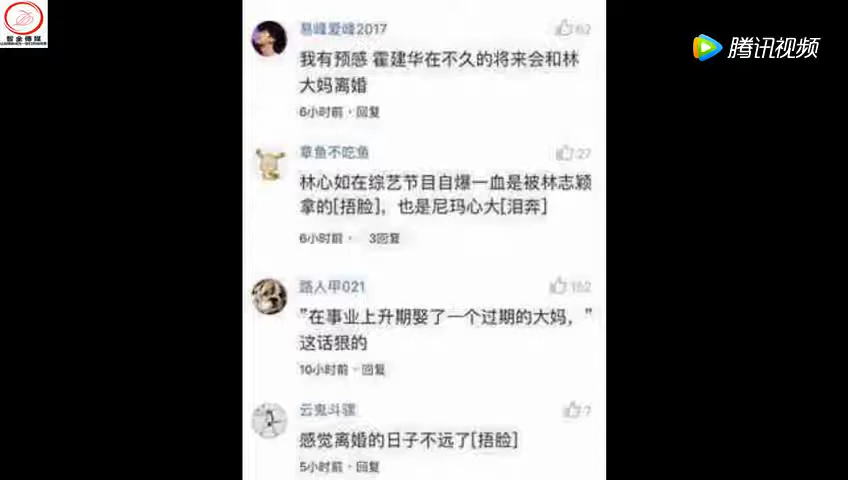 易峰爱峰2017
62
我有预感 霍建华在不久的将来会和林
大妈离婚
6小时前·回复
章鱼不吃鱼
27
林心如在综艺节目自爆一血是被林志颖
拿的[捂脸]，也是尼玛心大[泪奔]
6小时前· 3回复
路人甲021
152
"在事业上升期娶了一个过期的大妈，"
这话狠的
10小时前·回复
云鬼斗骡
7
感觉离婚的日子不远了[捂脸]
5小时前·回复
腾讯视频
智全傳媒